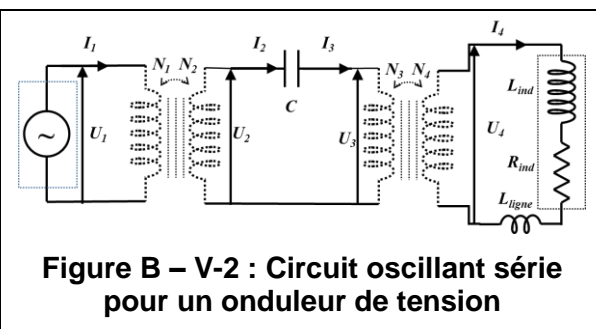 I1 I2 I3 I4
N1 N2 N3 N4
Lind
C
~ U1 U2 U3 U4
Rind
Lligne
Figure B – V-2 : Circuit oscillant série
pour un onduleur de tension